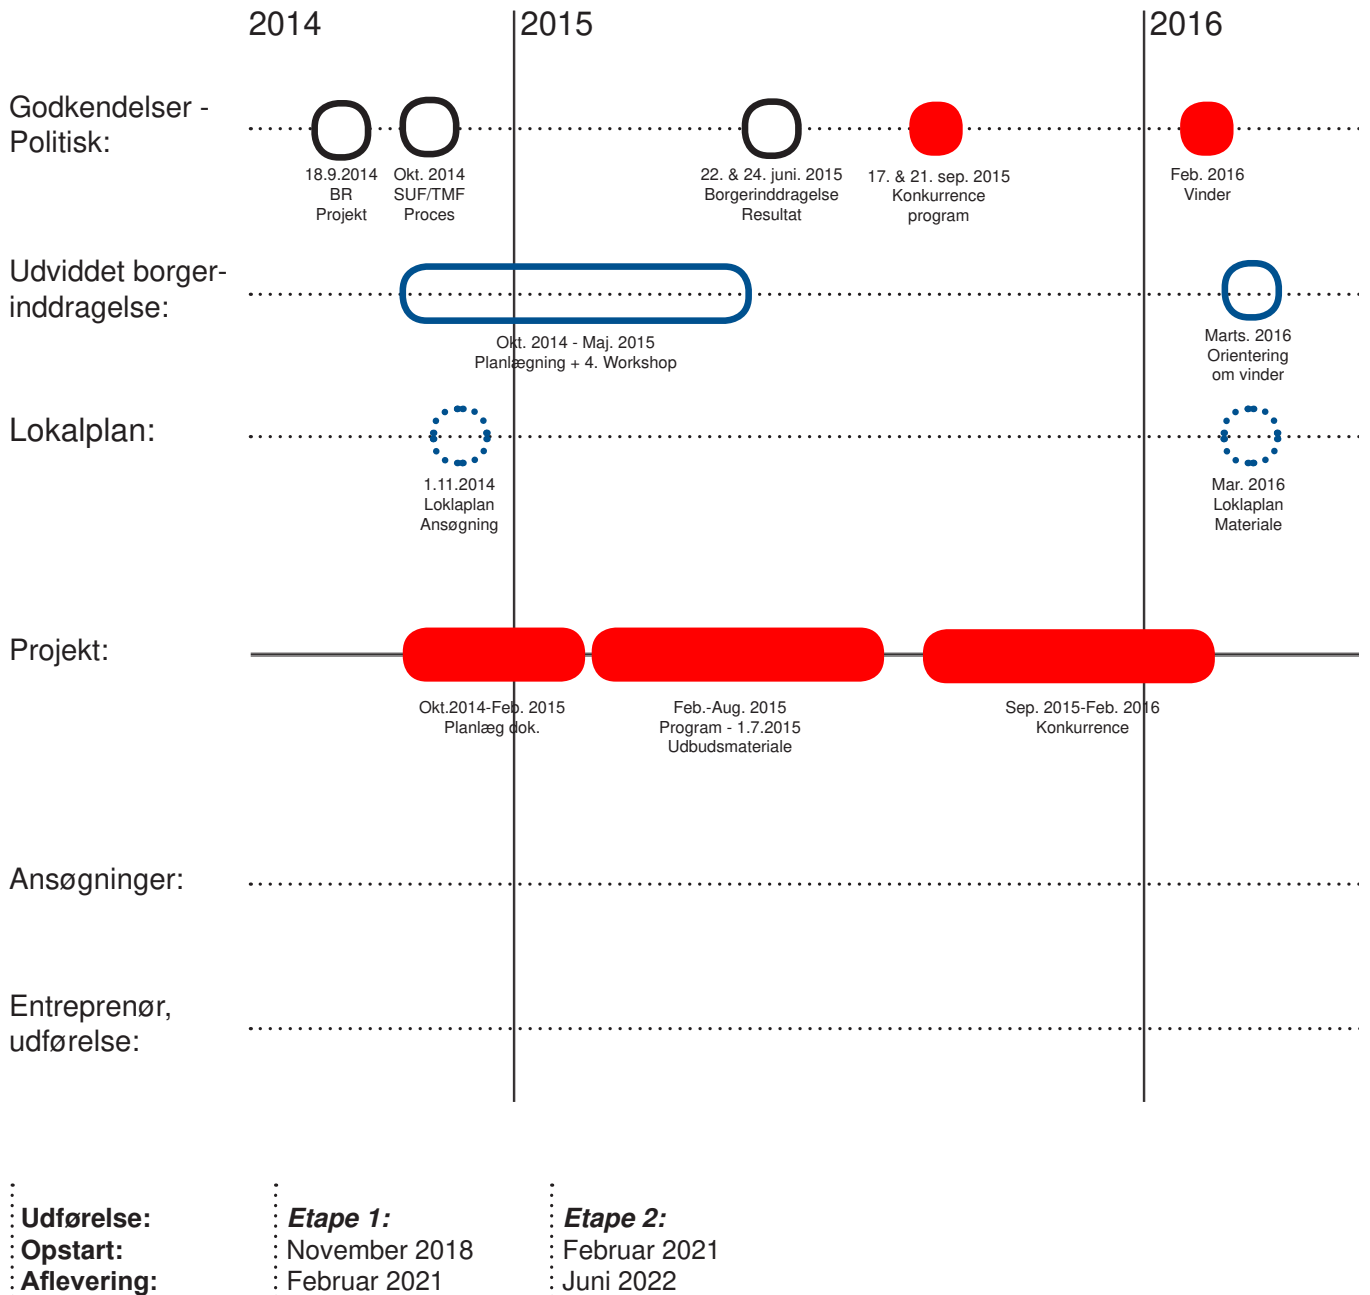 2014
2015
2016
Godkendelser -
Politisk:
18.9.2014
BR
Projekt
Okt. 2014
SUF/TMF
Proces
22. & 24. juni. 2015
Borgerinddragelse
Resultat
17. & 21. sep. 2015
Konkurrence
program
Feb. 2016
Vinder
Udviddet borger-
inddragelse:
Okt. 2014 - Maj. 2015
Planlægning + 4. Workshop
Marts. 2016
Orientering
om vinder
Lokalplan:
1.11.2014
Loklaplan
Ansøgning
Mar. 2016
Loklaplan
Materiale
Projekt:
Okt.2014-Feb. 2015
Planlæg dok.
Feb.-Aug. 2015
Program - 1.7.2015
Udbudsmateriale
Sep. 2015-Feb. 2016
Konkurrence
Ansøgninger:
Entreprenør,
udførelse:
Udførelse:
Opstart:
Aflevering:
Etape 1:
November 2018
Februar 2021
Etape 2:
Februar 2021
Juni 2022